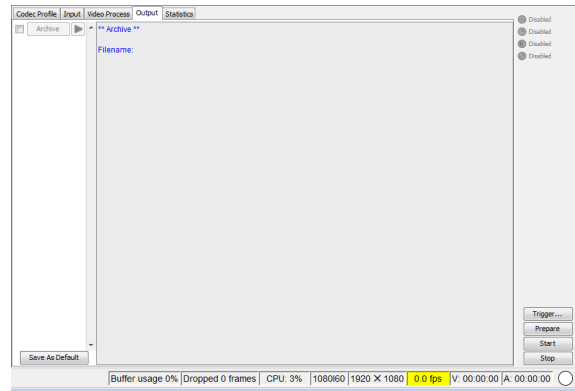 Codec Profile Input Video Process Output Statistics
Archive
** Archive **
Filename:
Disabled
Disabled
Disabled
Disabled
Trigger...
Prepare
Start
Stop
Save As Default
Buffer usage 0% Dropped 0 frames CPU: 3% 1080I60 1920 X 1080 0.0 fps V: 00:00:00 A: 00:00:00